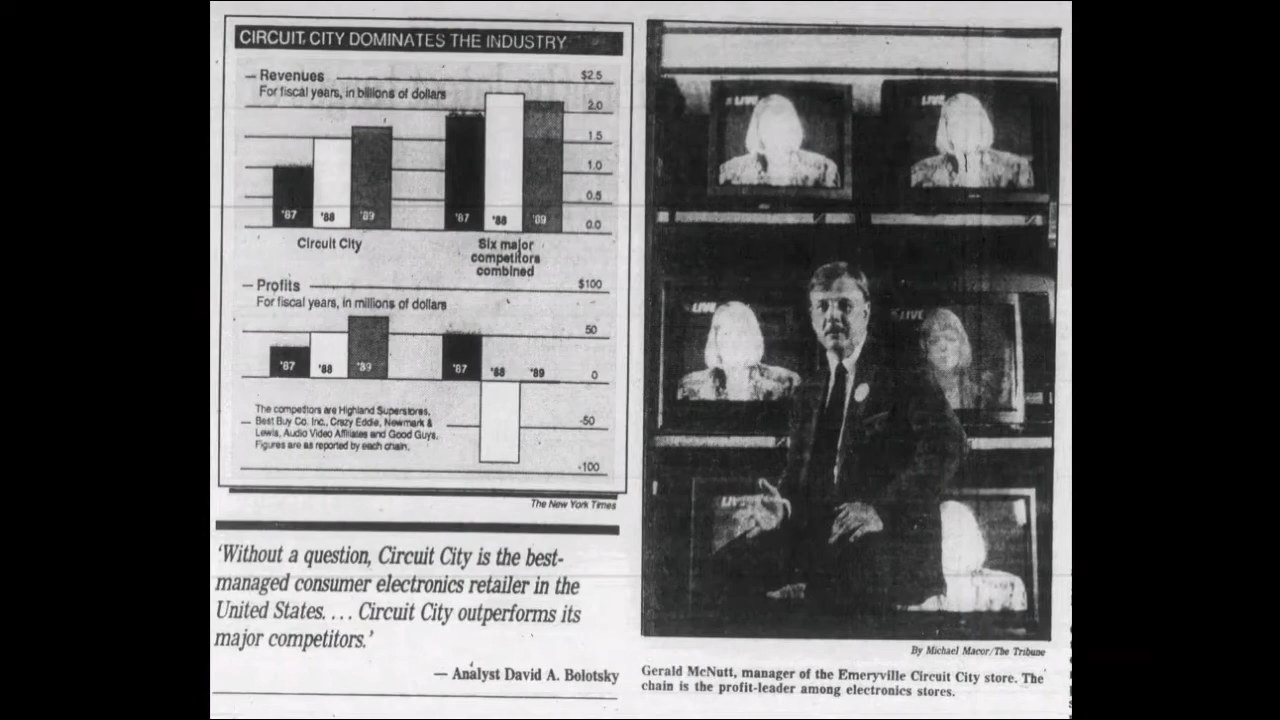 CIRCUIT CITY DOMINATES THE INDUSTRY
Revenues
For fiscal years, in billions of dollars
$2.5
2.0
1.5
1.0
0.5
0.0
'87
'88
'89
'87
'88
'89
Circuit City
Six major
competitors
combined
Profits
For fiscal years, in millions of dollars
$100
50
0
-50
-100
'87
'88
'89
'87
'88
'89
The competitors are Highland Superstores,
Best Buy Co. Inc., Crazy Eddie, Newmark &
Lewis, Audio Video Affiliates and Good Guys.
Figures are as reported by each chain.
The New York Times
'Without a question, Circuit City is the best-
managed consumer electronics retailer in the
United States. . . . Circuit City outperforms its
major competitors.'
— Analyst David A. Bolotsky
LIVE
LIVE
LIVE
LIVE
LIVE
By Michael Macor/The Tribune
Gerald McNutt, manager of the Emeryville Circuit City store. The
chain is the profit-leader among electronics stores.